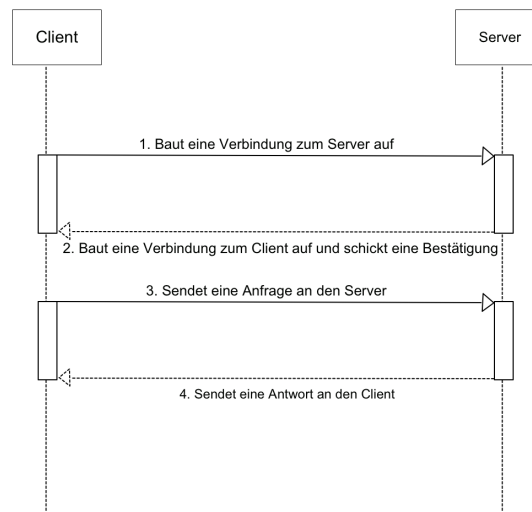 Client
Server
1. Baut eine Verbindung zum Server auf
2. Baut eine Verbindung zum Client auf und schickt eine Bestätigung
3. Sendet eine Anfrage an den Server
4. Sendet eine Antwort an den Client